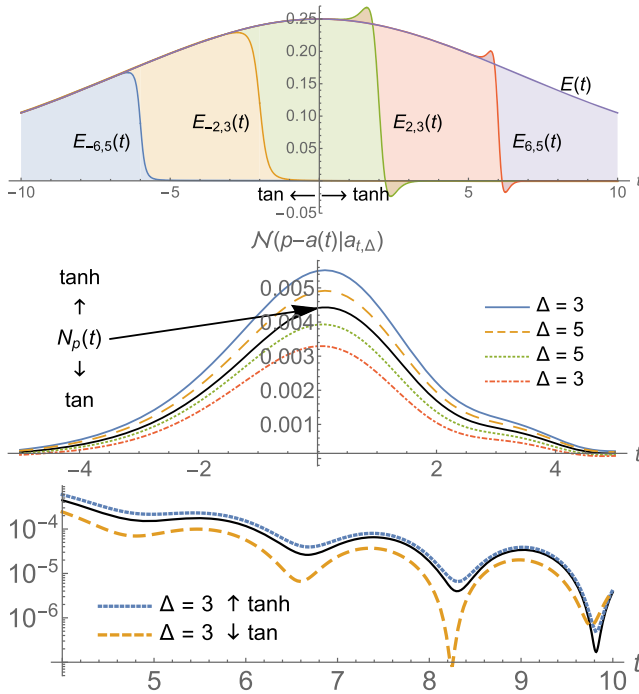 0.25
0.20
0.15
0.10
0.05
E(t)
E−6,5(t)
E−2,3(t)
E2,3(t)
E6,5(t)
−10
−5
5
10
t
tan ← → tanh
−0.05
𝒩(p−a(t)|a_{t,Δ})
tanh
↑
N_p(t)
↓
tan
0.005
0.004
0.003
0.002
0.001
Δ = 3
Δ = 5
Δ = 5
Δ = 3
−4
−2
2
4
t
10⁻⁴
10⁻⁵
10⁻⁶
Δ = 3 ↑ tanh
Δ = 3 ↓ tan
5
6
7
8
9
10
t